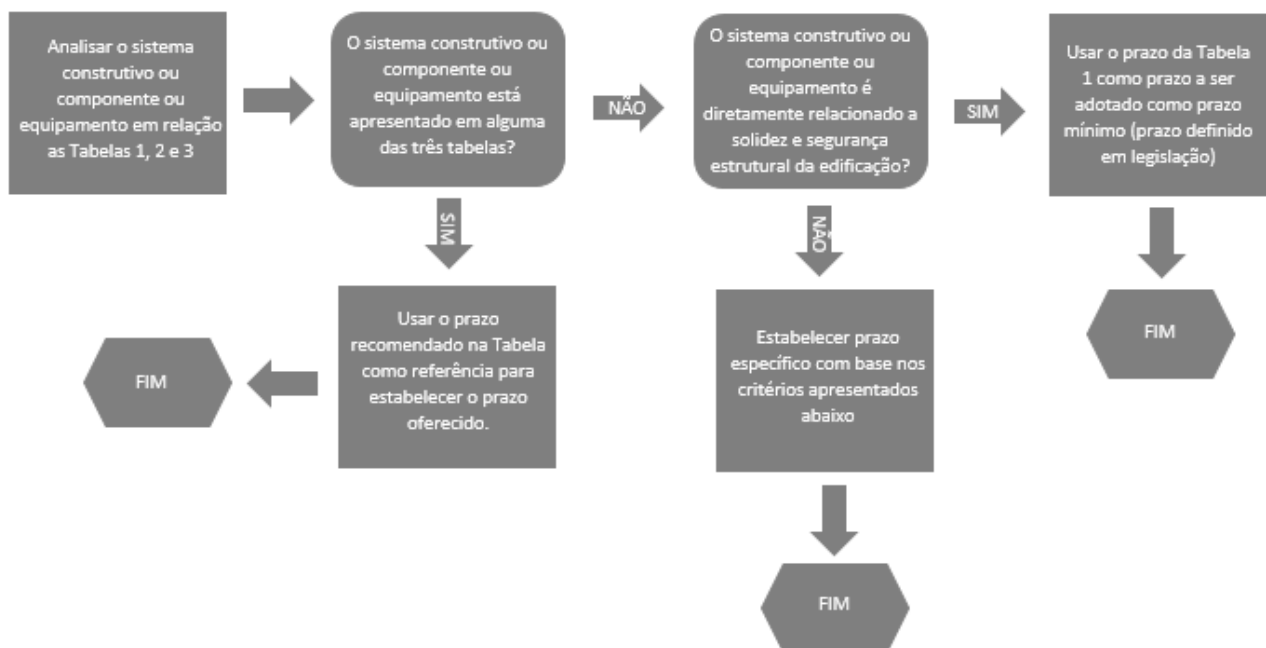 Analisar o sistema
construtivo ou
componente ou
equipamento em relação
as Tabelas 1, 2 e 3
O sistema construtivo ou
componente ou
equipamento está
apresentado em alguma
das três tabelas?
NÃO
O sistema construtivo ou
componente ou
equipamento é
diretamente relacionado a
solidez e segurança
estrutural da edificação?
SIM
Usar o prazo da Tabela
1 como prazo a ser
adotado como prazo
mínimo (prazo definido
em legislação)
SIM
NÃO
FIM
Usar o prazo
recomendado na Tabela
como referência para
estabelecer o prazo
oferecido.
Estabelecer prazo
específico com base nos
critérios apresentados
abaixo
FIM
FIM